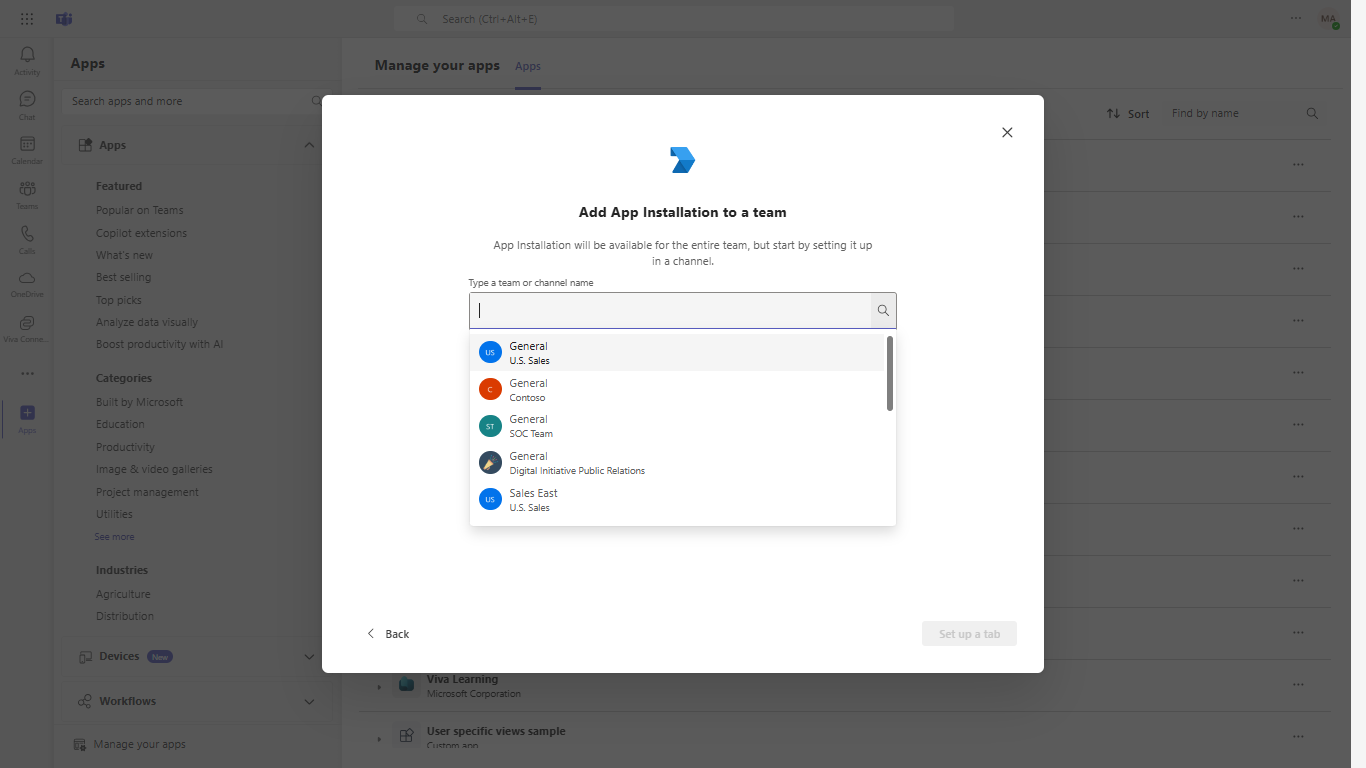 Search (Ctrl+Alt+E)
MA
Activity
Chat
Calendar
Teams
Calls
OneDrive
Viva Conne...
Apps
Apps
Search apps and more
Apps
Featured
Popular on Teams
Copilot extensions
What's new
Best selling
Top picks
Analyze data visually
Boost productivity with AI
Categories
Built by Microsoft
Education
Productivity
Image & video galleries
Project management
Utilities
See more
Industries
Agriculture
Distribution
Devices New
Workflows
Manage your apps
Manage your apps Apps
Sort Find by name
Add App Installation to a team
App Installation will be available for the entire team, but start by setting it up
in a channel.
Type a team or channel name
US General
U.S. Sales
C General
Contoso
ST General
SOC Team
General
Digital Initiative Public Relations
US Sales East
U.S. Sales
Back
Set up a tab
Viva Learning
Microsoft Corporation
User specific views sample
Custom app